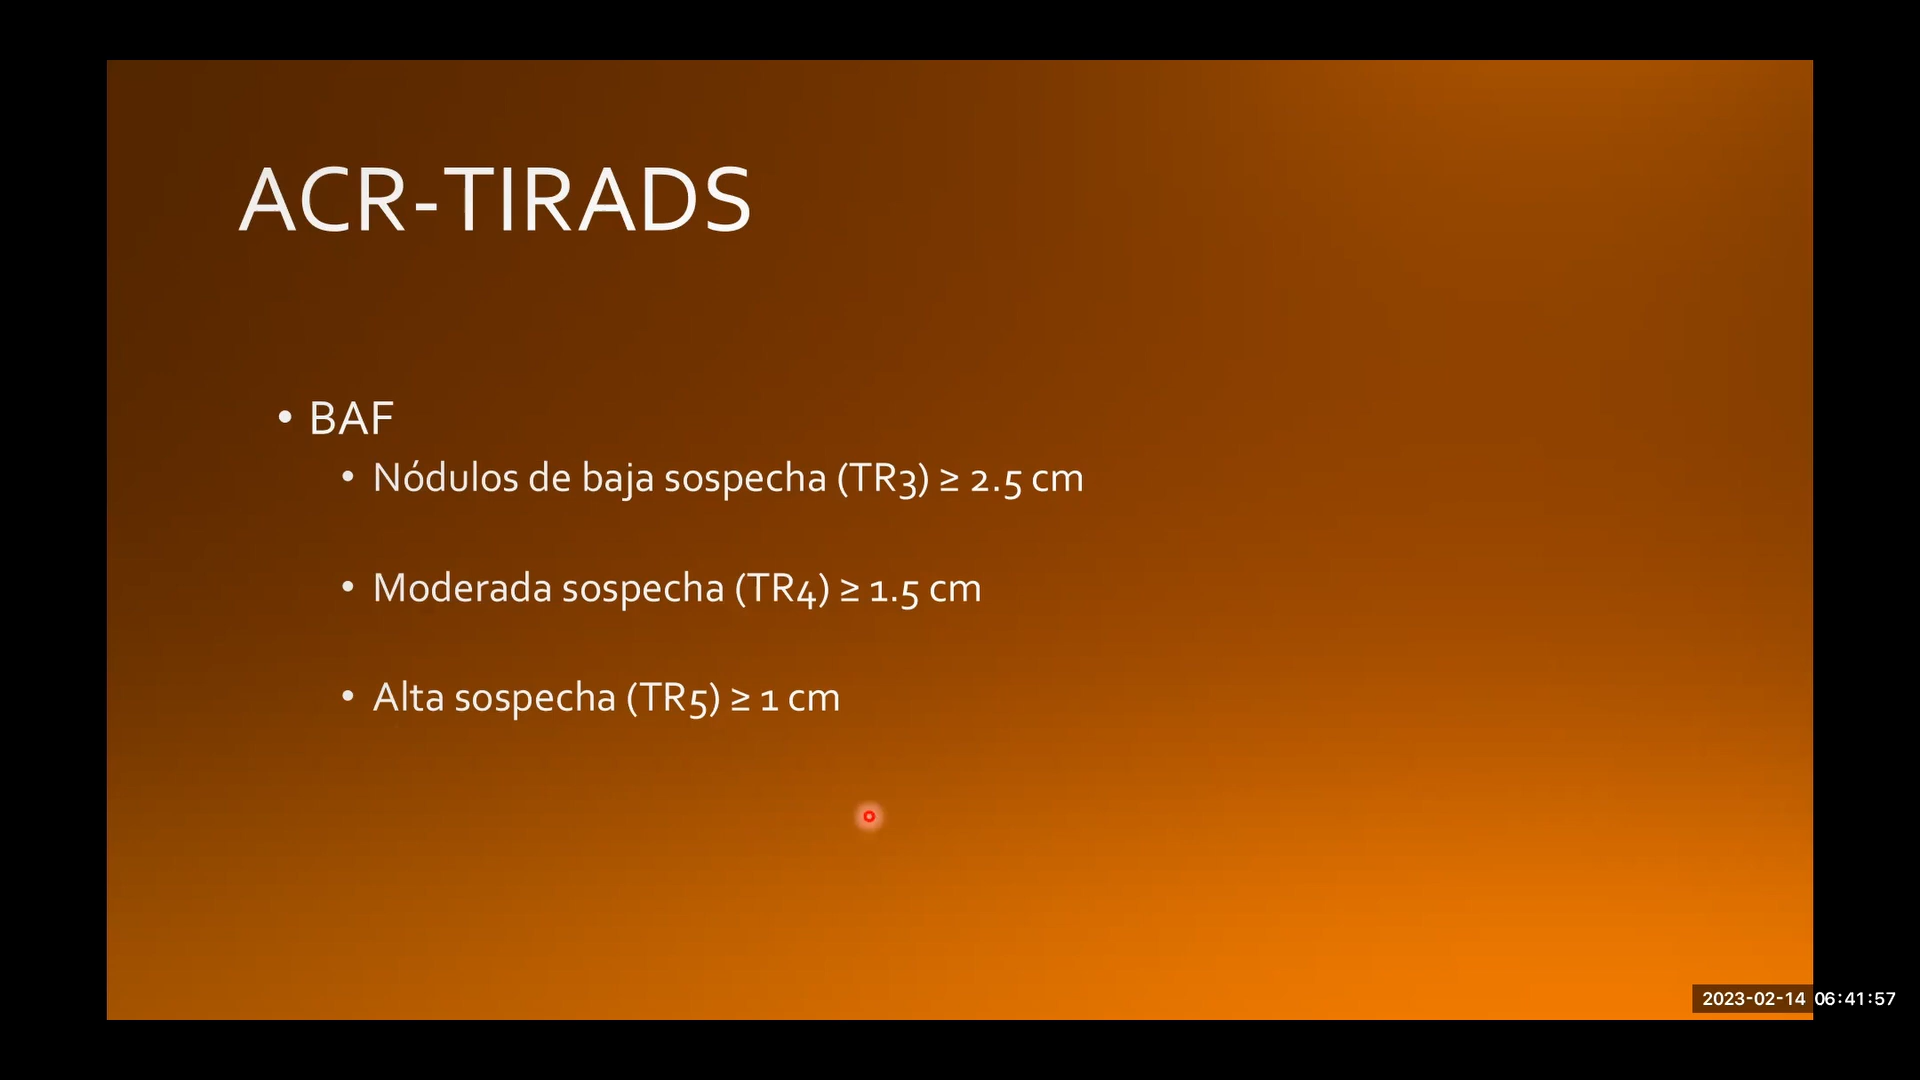 ACR-TIRADS
• BAF
• Nódulos de baja sospecha (TR3) ≥ 2.5 cm
• Moderada sospecha (TR4) ≥ 1.5 cm
• Alta sospecha (TR5) ≥ 1 cm
2023-02-14 06:41:57